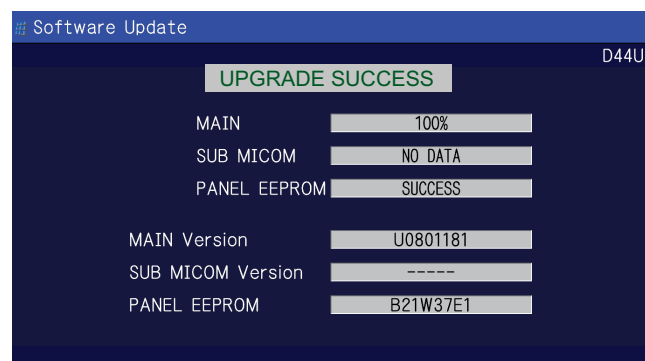 Software Update
D44U
UPGRADE SUCCESS
MAIN 100%
SUB MICOM NO DATA
PANEL EEPROM SUCCESS
MAIN Version U0801181
SUB MICOM Version -----
PANEL EEPROM B21W37E1